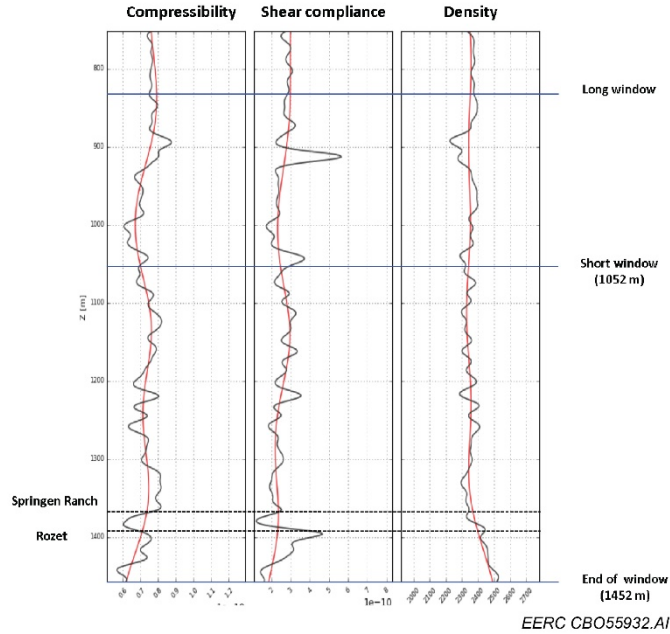 Compressibility Shear compliance Density
800
Long window
900
1000
Short window
(1052 m)
Z [m]
1100
1200
1300
Springen Ranch
Rozet
1400
End of window
(1452 m)
0.6 0.7 0.8 0.9 1.0 1.1 1.2
2 3 4 5 6 7 8
1e−10
2000 2100 2200 2300 2400 2500 2600 2700
EERC CBO55932.AI